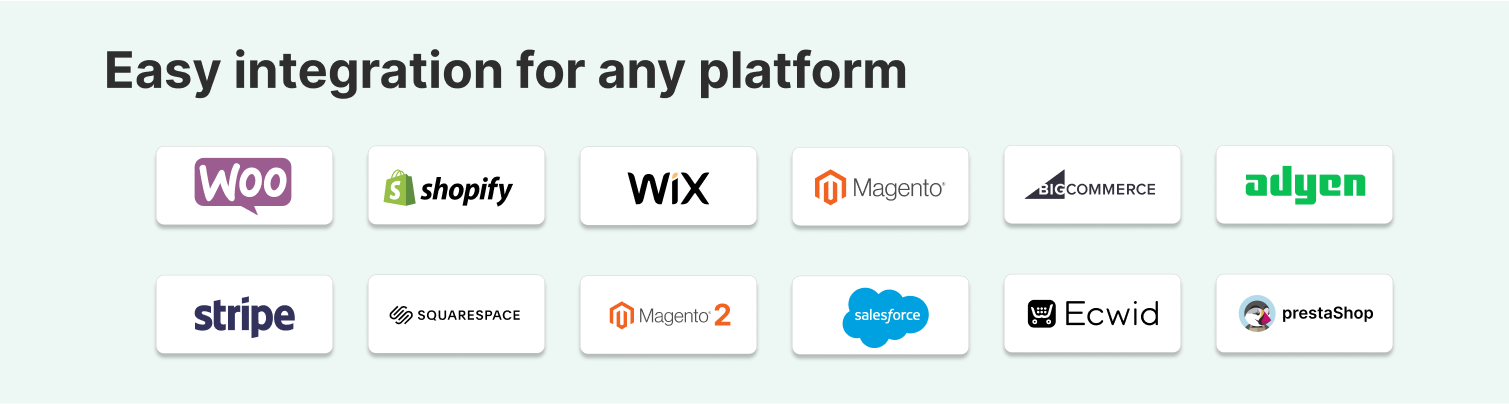 Easy integration for any platform
WOO
shopify
WiX
Magento®
BIGCOMMERCE
adyen
stripe
SQUARESPACE
Magento® 2
salesforce
Ecwid
prestaShop